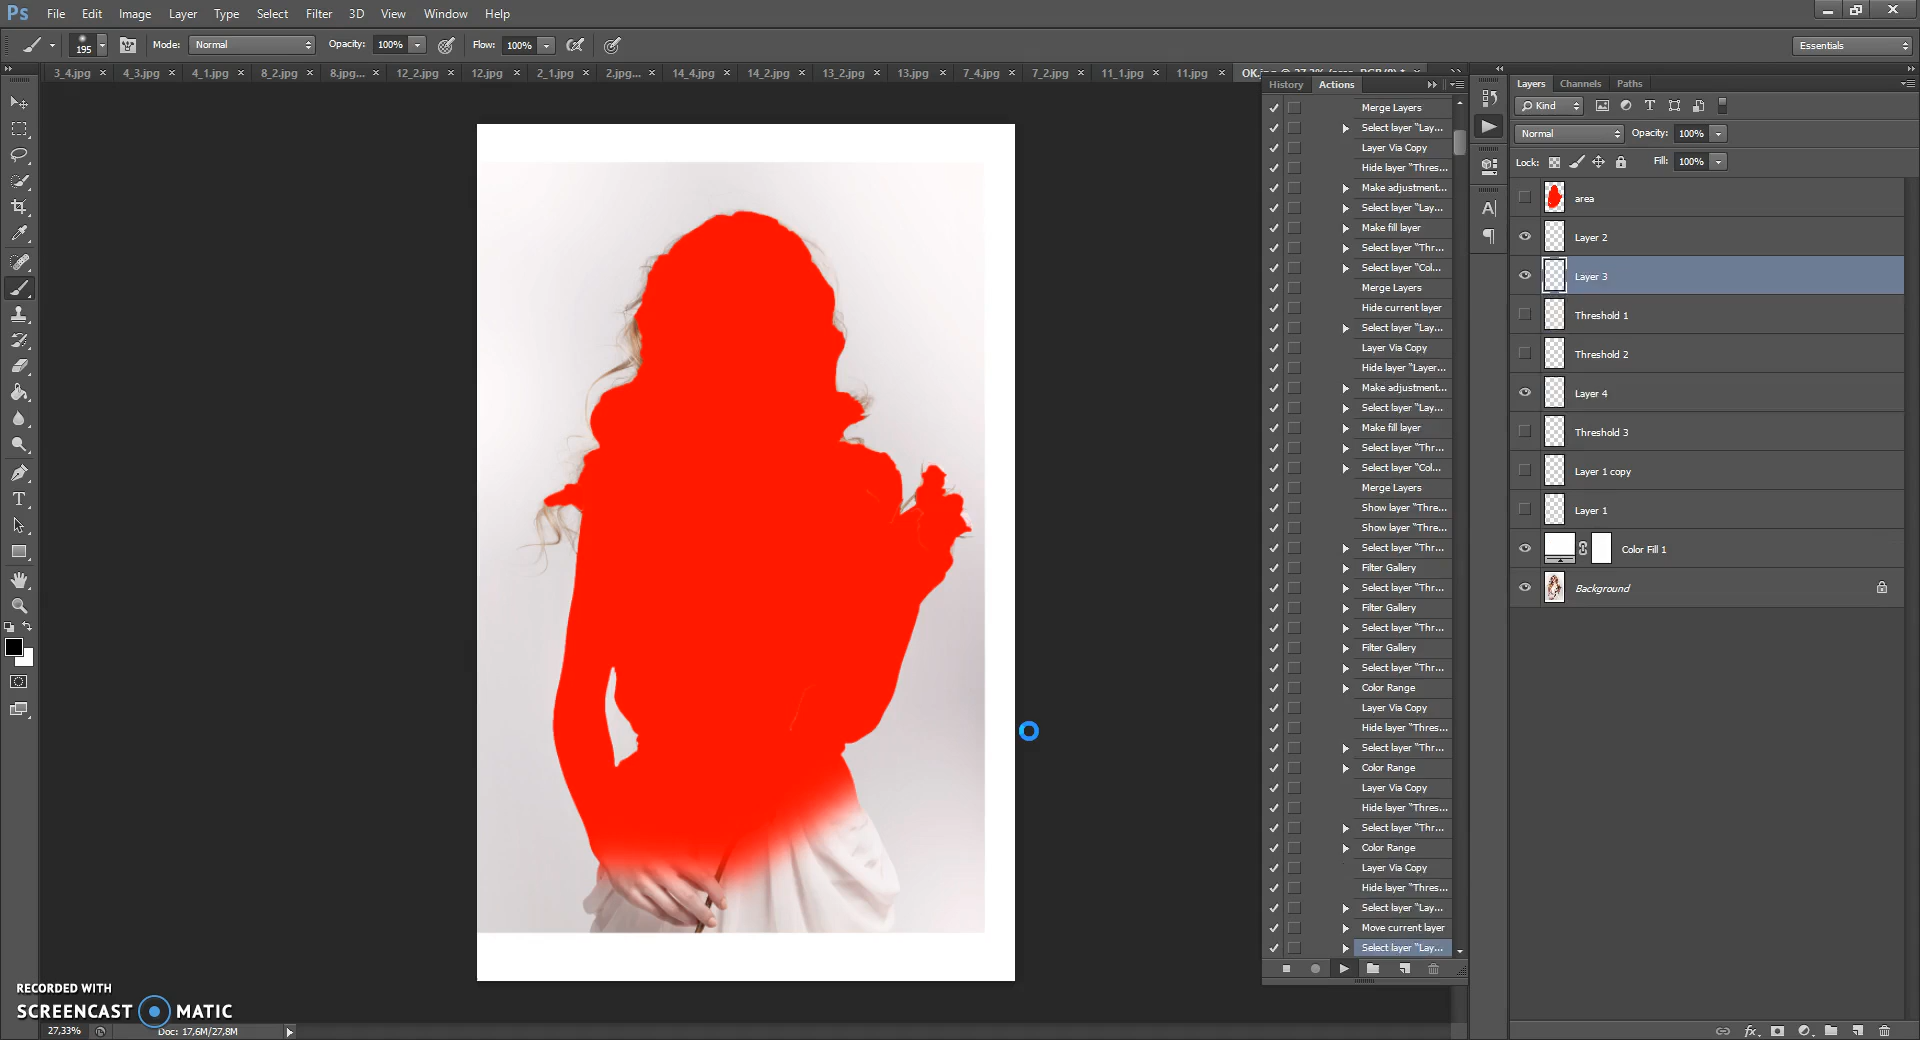 Ps File Edit Image Layer Type Select Filter 3D View Window Help
195 Mode: Normal Opacity: 100% Flow: 100% Essentials
3_4.jpg × 4_3.jpg × 4_1.jpg × 8_2.jpg × 8.jpg... × 12_2.jpg × 12.jpg × 2_1.jpg × 2.jpg... × 14_4.jpg × 14_2.jpg × 13_2.jpg × 13.jpg × 7_4.jpg × 7_2.jpg × 11_1.jpg × 11.jpg ×
History Actions
Merge Layers
Select layer "Lay...
Layer Via Copy
Hide layer "Thres...
Make adjustment...
Select layer "Lay...
Make fill layer
Select layer "Thr...
Select layer "Col...
Merge Layers
Hide current layer
Select layer "Lay...
Layer Via Copy
Hide layer "Layer...
Make adjustment...
Select layer "Lay...
Make fill layer
Select layer "Thr...
Select layer "Col...
Merge Layers
Show layer "Thre...
Show layer "Thre...
Select layer "Thr...
Filter Gallery
Select layer "Thr...
Filter Gallery
Select layer "Thr...
Filter Gallery
Select layer "Thr...
Color Range
Layer Via Copy
Hide layer "Thres...
Select layer "Thr...
Color Range
Layer Via Copy
Hide layer "Thres...
Select layer "Thr...
Color Range
Layer Via Copy
Hide layer "Thres...
Select layer "Lay...
Move current layer
Select layer "Lay...
Layers Channels Paths
Kind
Normal Opacity: 100%
Lock: Fill: 100%
area
Layer 2
Layer 3
Threshold 1
Threshold 2
Layer 4
Threshold 3
Layer 1 copy
Layer 1
Color Fill 1
Background
RECORDED WITH
SCREENCAST MATIC
27,33% Doc: 17,6M/27,8M